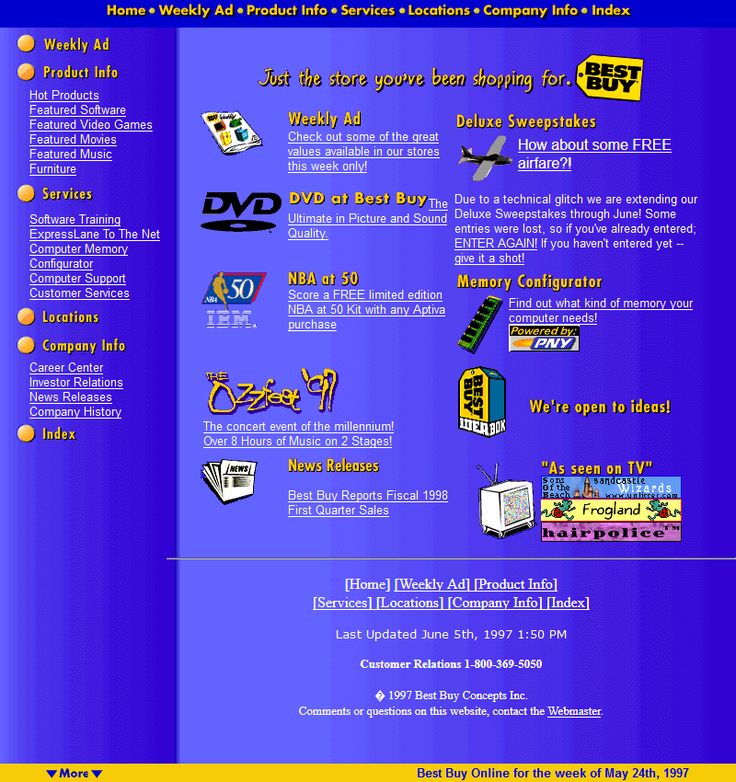 Home • Weekly Ad • Product Info • Services • Locations • Company Info • Index
Weekly Ad
Product Info
Hot Products
Featured Software
Featured Video Games
Featured Movies
Featured Music
Furniture
Services
Software Training
ExpressLane To The Net
Computer Memory
Configurator
Computer Support
Customer Services
Locations
Company Info
Career Center
Investor Relations
News Releases
Company History
Index
Just the store you've been shopping for.
BEST
BUY
Weekly Ad
Check out some of the great
values available in our stores
this week only!
Deluxe Sweepstakes
How about some FREE
airfare?!
DVD
DVD at Best Buy The
Ultimate in Picture and Sound
Quality.
Due to a technical glitch we are extending our
Deluxe Sweepstakes through June! Some
entries were lost, so if you've already entered;
ENTER AGAIN! If you haven't entered yet --
give it a shot!
NBA 50
IBM.
NBA at 50
Score a FREE limited edition
NBA at 50 Kit with any Aptiva
purchase
Memory Configurator
Find out what kind of memory your
computer needs!
Powered by:
PNY
THE Ozzfest '97
The concert event of the millennium!
Over 8 Hours of Music on 2 Stages!
BEST BUY
IDEA BOX
We're open to ideas!
NEWS
News Releases
Best Buy Reports Fiscal 1998
First Quarter Sales
"As seen on TV"
Sons Of the Beach
Sandcastle
Wizards
Frogland
hairpolice™
[Home] [Weekly Ad] [Product Info]
[Services] [Locations] [Company Info] [Index]
Last Updated June 5th, 1997 1:50 PM
Customer Relations 1-800-369-5050
� 1997 Best Buy Concepts Inc.
Comments or questions on this website, contact the Webmaster.
▼ More ▼
Best Buy Online for the week of May 24th, 1997